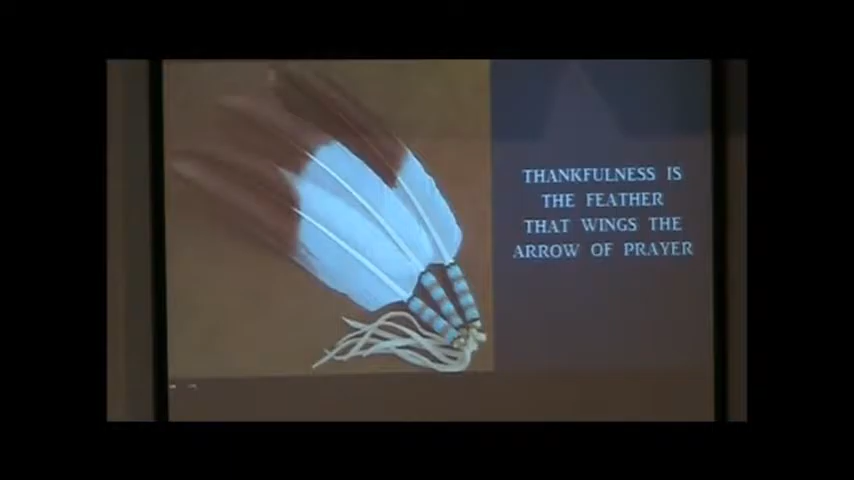 THANKFULNESS IS
THE FEATHER
THAT WINGS THE
ARROW OF PRAYER